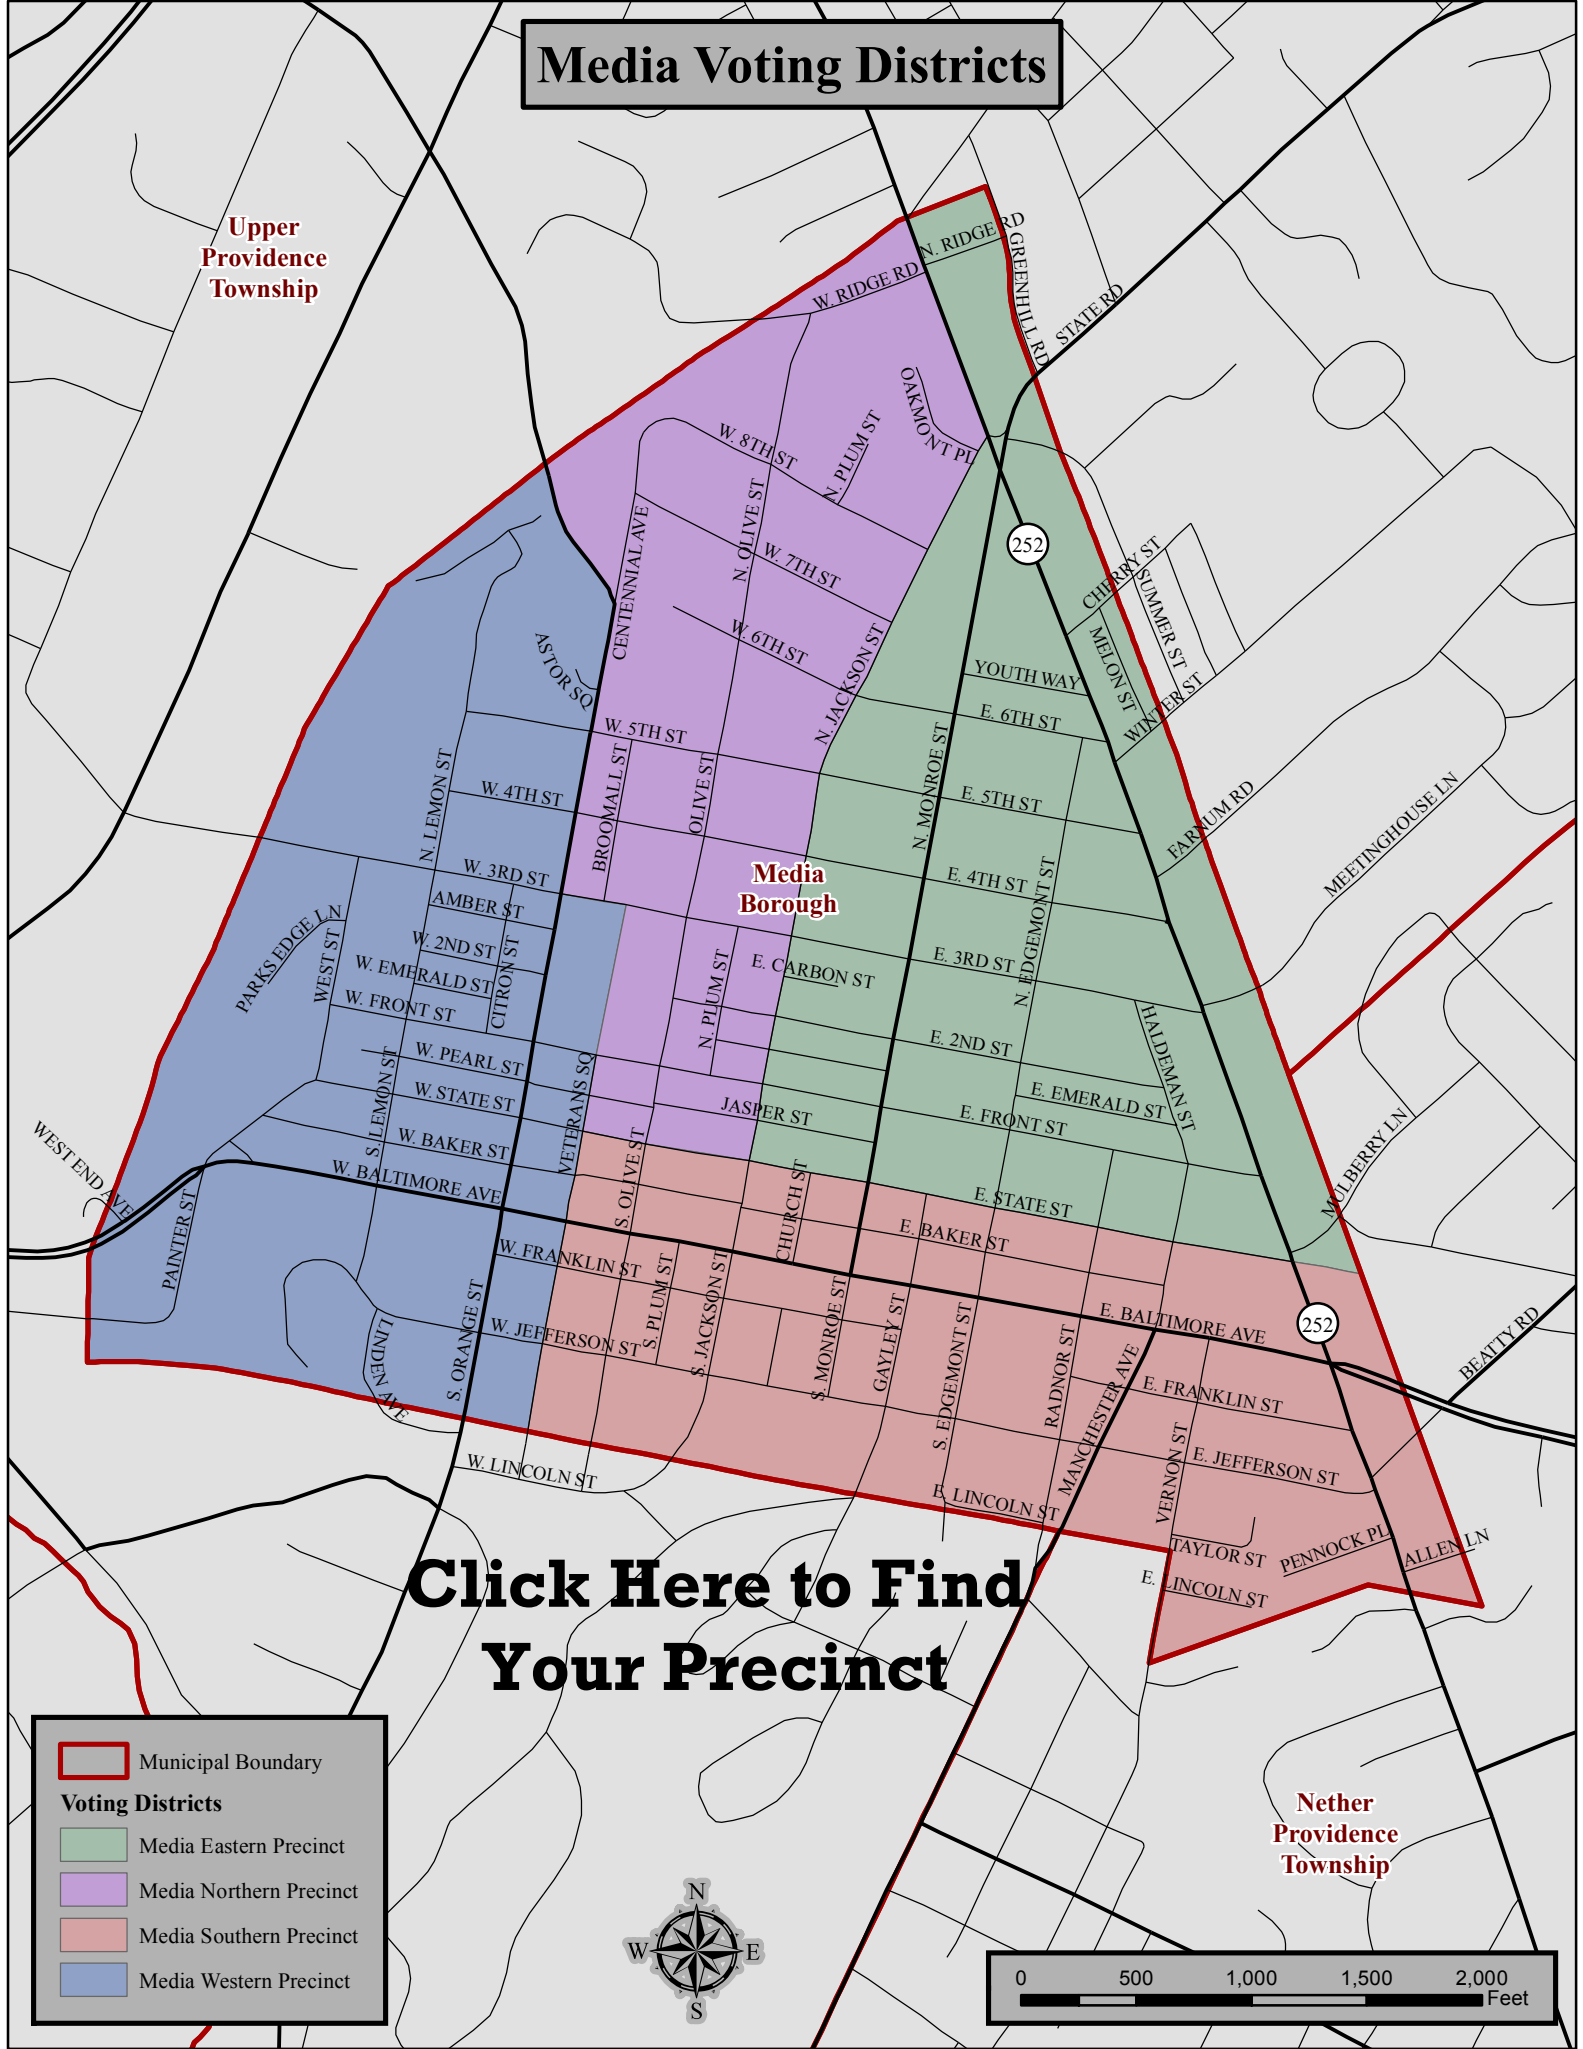 Media Voting Districts
Upper
Providence
Township
N. RIDGE RD
W. RIDGE RD
GREENHILL RD
STATE RD
OAKMONT PL
W. 8TH ST
N. PLUM ST
N. OLIVE ST
CENTENNIAL AVE
W. 7TH ST
252
CHERRY ST
SUMMER ST
MELON ST
W. 6TH ST
ASTOR SQ
N. JACKSON ST
YOUTH WAY
WINTER ST
E. 6TH ST
W. 5TH ST
N. LEMON ST
BROOMALL ST
OLIVE ST
N. MONROE ST
W. 4TH ST
E. 5TH ST
FARNUM RD
MEETINGHOUSE LN
W. 3RD ST
Media
Borough
E. 4TH ST
N. EDGEMONT ST
AMBER ST
PARKS EDGE LN
WEST ST
W. 2ND ST
CITRON ST
W. EMERALD ST
N. PLUM ST
E. CARBON ST
E. 3RD ST
W. FRONT ST
HALDEMAN ST
E. 2ND ST
W. PEARL ST
S. LEMON ST
VETERANS SQ
W. STATE ST
JASPER ST
E. EMERALD ST
E. FRONT ST
WEST END AVE
W. BAKER ST
MULBERRY LN
W. BALTIMORE AVE
S. OLIVE ST
CHURCH ST
E. STATE ST
PAINTER ST
E. BAKER ST
W. FRANKLIN ST
S. PLUM ST
S. JACKSON ST
S. MONROE ST
GAYLEY ST
S. EDGEMONT ST
E. BALTIMORE AVE
252
BEATTY RD
LINDEN AVE
S. ORANGE ST
W. JEFFERSON ST
RADNOR ST
MANCHESTER AVE
E. FRANKLIN ST
VERNON ST
E. JEFFERSON ST
W. LINCOLN ST
E. LINCOLN ST
TAYLOR ST
PENNOCK PL
ALLEN LN
E. LINCOLN ST
Click Here to Find
Your Precinct
Municipal Boundary
Voting Districts
Media Eastern Precinct
Media Northern Precinct
Media Southern Precinct
Media Western Precinct
Nether
Providence
Township
N
W E
S
0 500 1,000 1,500 2,000
Feet